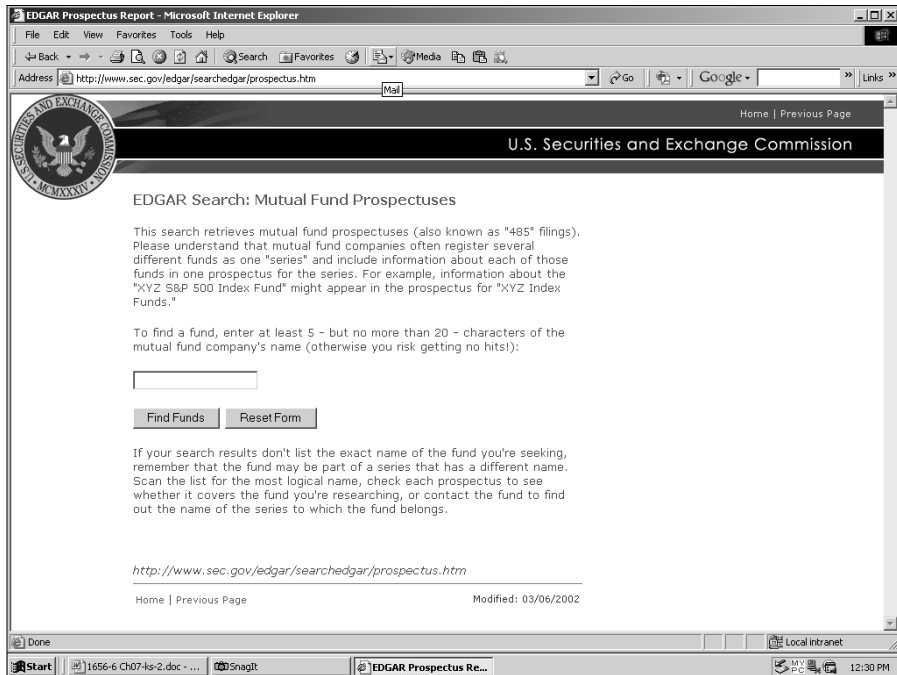 EDGAR Prospectus Report - Microsoft Internet Explorer
File Edit View Favorites Tools Help
Back Search Favorites Media
Address http://www.sec.gov/edgar/searchedgar/prospectus.htm Go Google Links
Mail
SECURITIES AND EXCHANGE COMMISSION MCMXXXIV
Home | Previous Page
U.S. Securities and Exchange Commission
EDGAR Search: Mutual Fund Prospectuses
This search retrieves mutual fund prospectuses (also known as "485" filings).
Please understand that mutual fund companies often register several
different funds as one "series" and include information about each of those
funds in one prospectus for the series. For example, information about the
"XYZ S&P 500 Index Fund" might appear in the prospectus for "XYZ Index
Funds."
To find a fund, enter at least 5 - but no more than 20 - characters of the
mutual fund company's name (otherwise you risk getting no hits!):
Find Funds Reset Form
If your search results don't list the exact name of the fund you're seeking,
remember that the fund may be part of a series that has a different name.
Scan the list for the most logical name, check each prospectus to see
whether it covers the fund you're researching, or contact the fund to find
out the name of the series to which the fund belongs.
http://www.sec.gov/edgar/searchedgar/prospectus.htm
Home | Previous Page Modified: 03/06/2002
Done Local intranet
Start 1656-6 Ch07-ks-2.doc - ... SnagIt EDGAR Prospectus Re... MY PC 12:30 PM